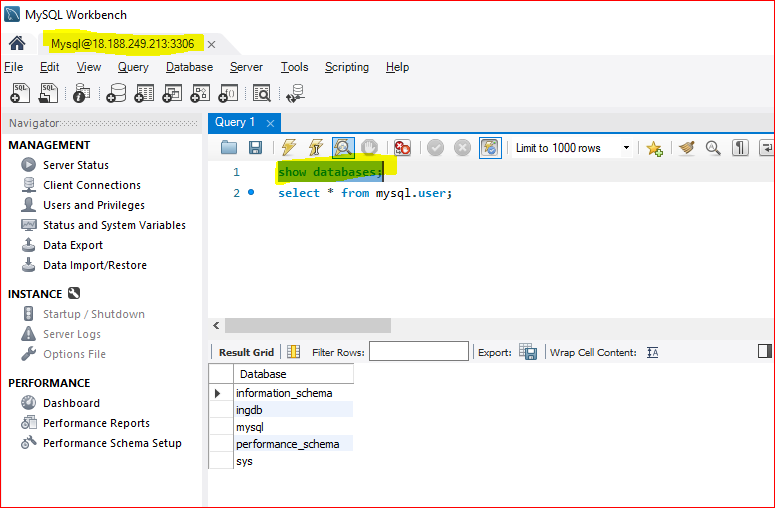 MySQL Workbench
Mysql@18.188.249.213:3306
File Edit View Query Database Server Tools Scripting Help
Navigator
MANAGEMENT
Server Status
Client Connections
Users and Privileges
Status and System Variables
Data Export
Data Import/Restore
INSTANCE
Startup / Shutdown
Server Logs
Options File
PERFORMANCE
Dashboard
Performance Reports
Performance Schema Setup
Query 1
Limit to 1000 rows
1 show databases;
2 select * from mysql.user;
Result Grid Filter Rows: Export: Wrap Cell Content:
Database
information_schema
ingdb
mysql
performance_schema
sys